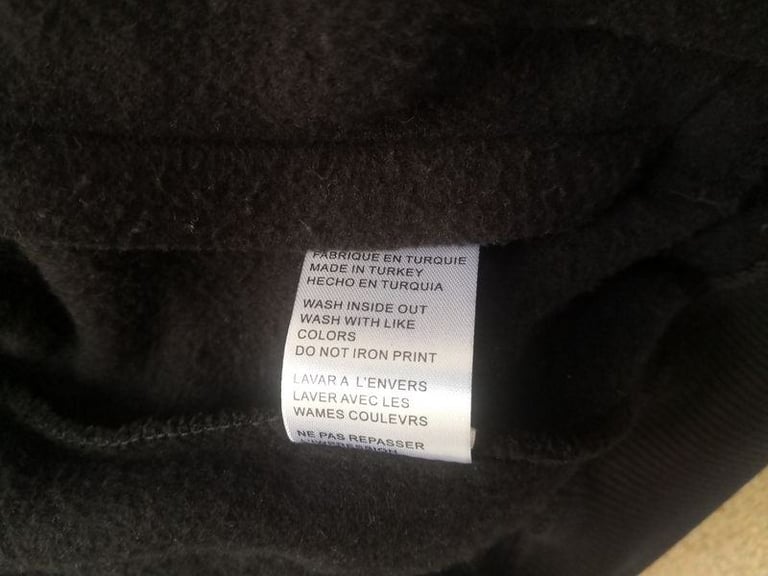 FABRIQUE EN TURQUIE
MADE IN TURKEY
HECHO EN TURQUIA
WASH INSIDE OUT
WASH WITH LIKE
COLORS
DO NOT IRON PRINT
LAVAR A L'ENVERS
LAVER AVEC LES
WAMES COULEVRS
NE PAS REPASSER